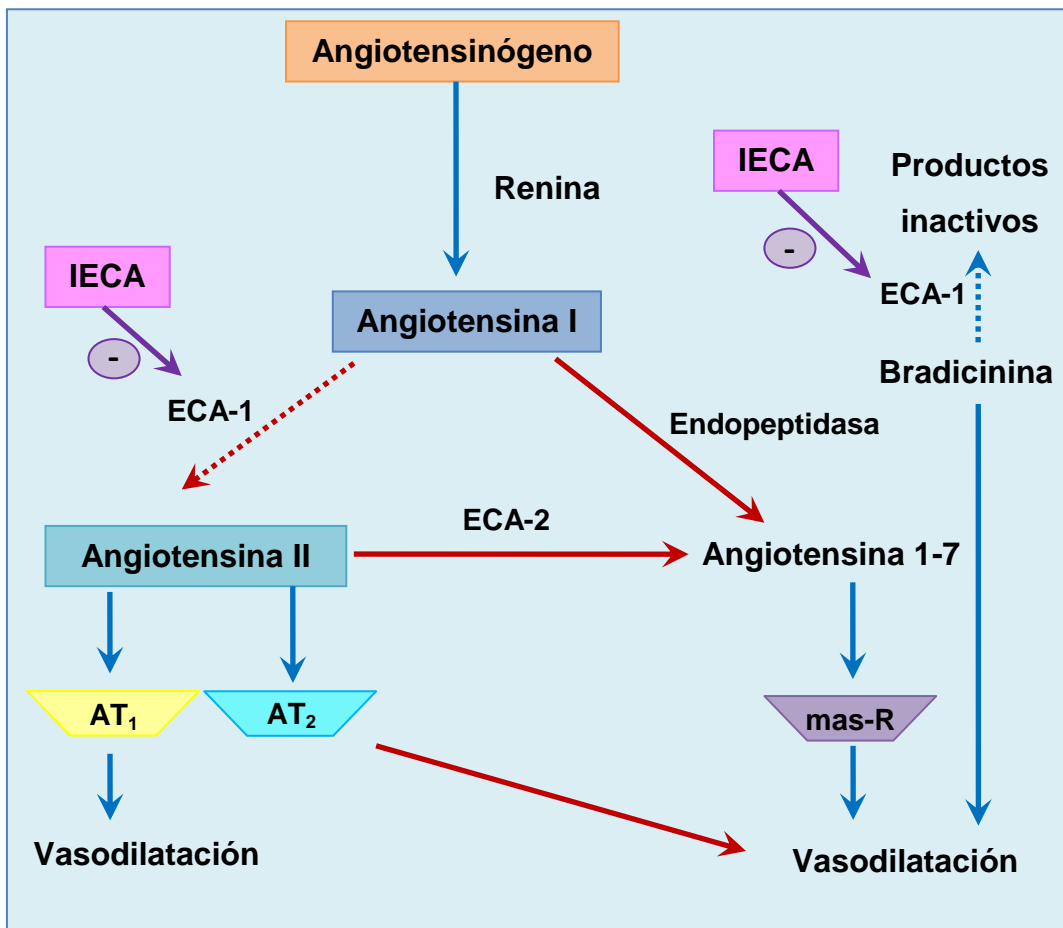 Angiotensinógeno
Renina
IECA
Productos
inactivos
-
IECA
-
ECA-1
Angiotensina I
ECA-1
Bradicinina
Endopeptidasa
ECA-2
Angiotensina II
Angiotensina 1-7
AT₁
AT₂
mas-R
Vasodilatación
Vasodilatación